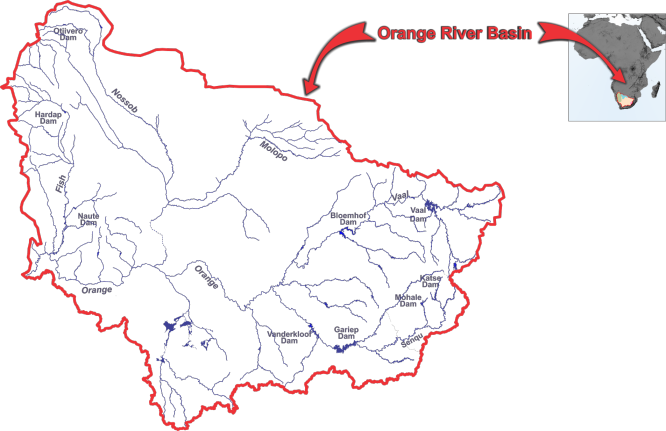 Orange River Basin
Otjivero
Dam
Nossob
Hardap
Dam
Molopo
Fish
Vaal
Naute
Dam
Bloemhof
Dam
Vaal
Dam
Orange
Katse
Dam
Orange
Mohale
Dam
Vanderkloof
Dam
Gariep
Dam
Senqu